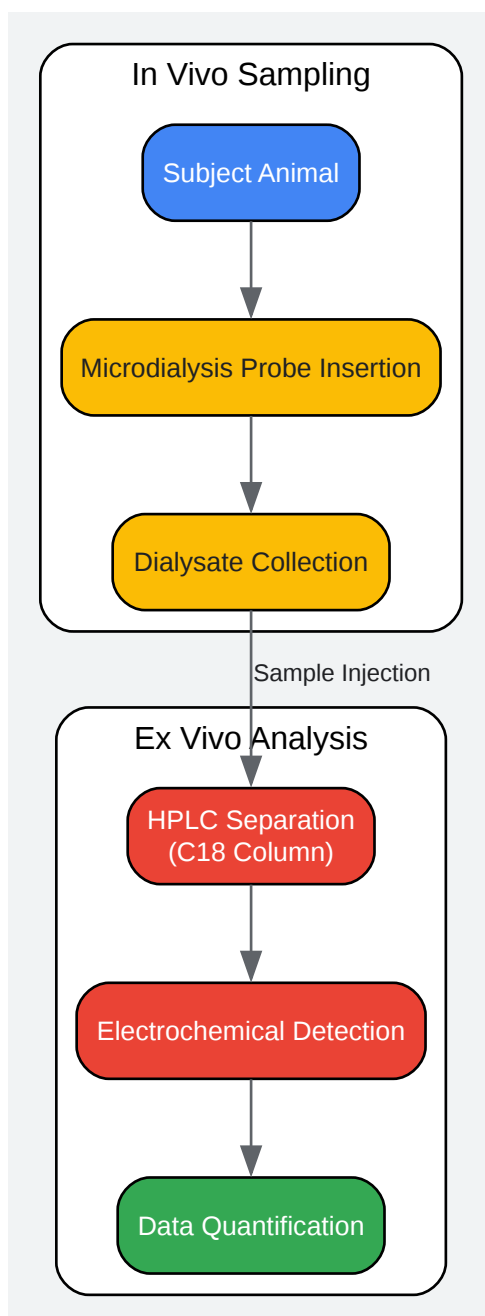 In Vivo Sampling
Subject Animal
Microdialysis Probe Insertion
Dialysate Collection
Sample Injection
Ex Vivo Analysis
HPLC Separation
(C18 Column)
Electrochemical Detection
Data Quantification